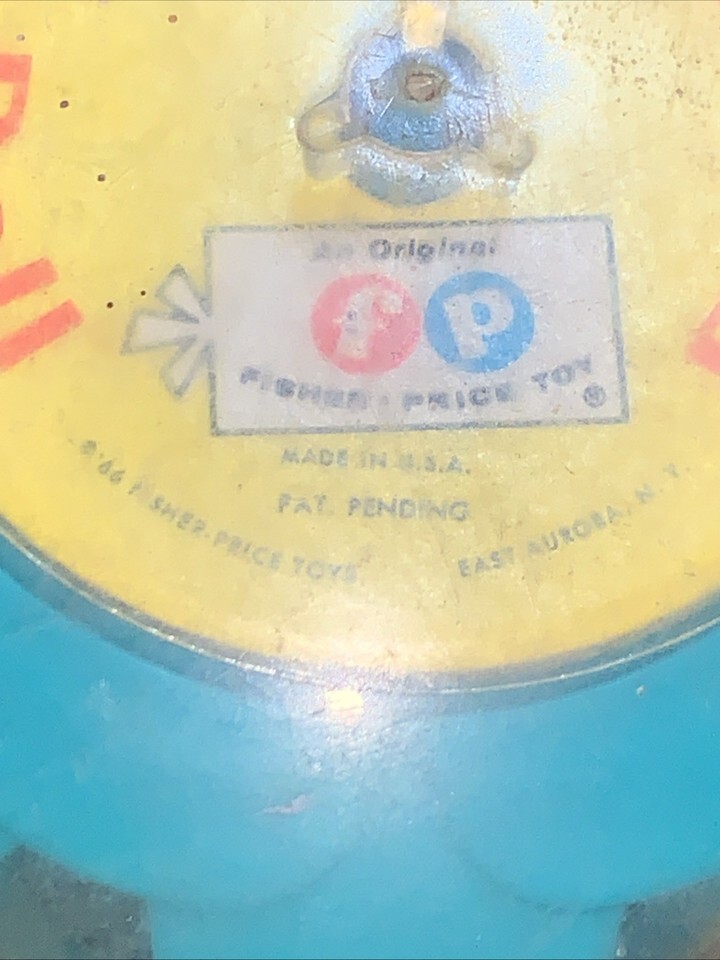 An Original
fp
FISHER-PRICE TOY
®
MADE IN U.S.A.
PAT. PENDING
©'66 FISHER-PRICE TOYS EAST AURORA, N. Y.